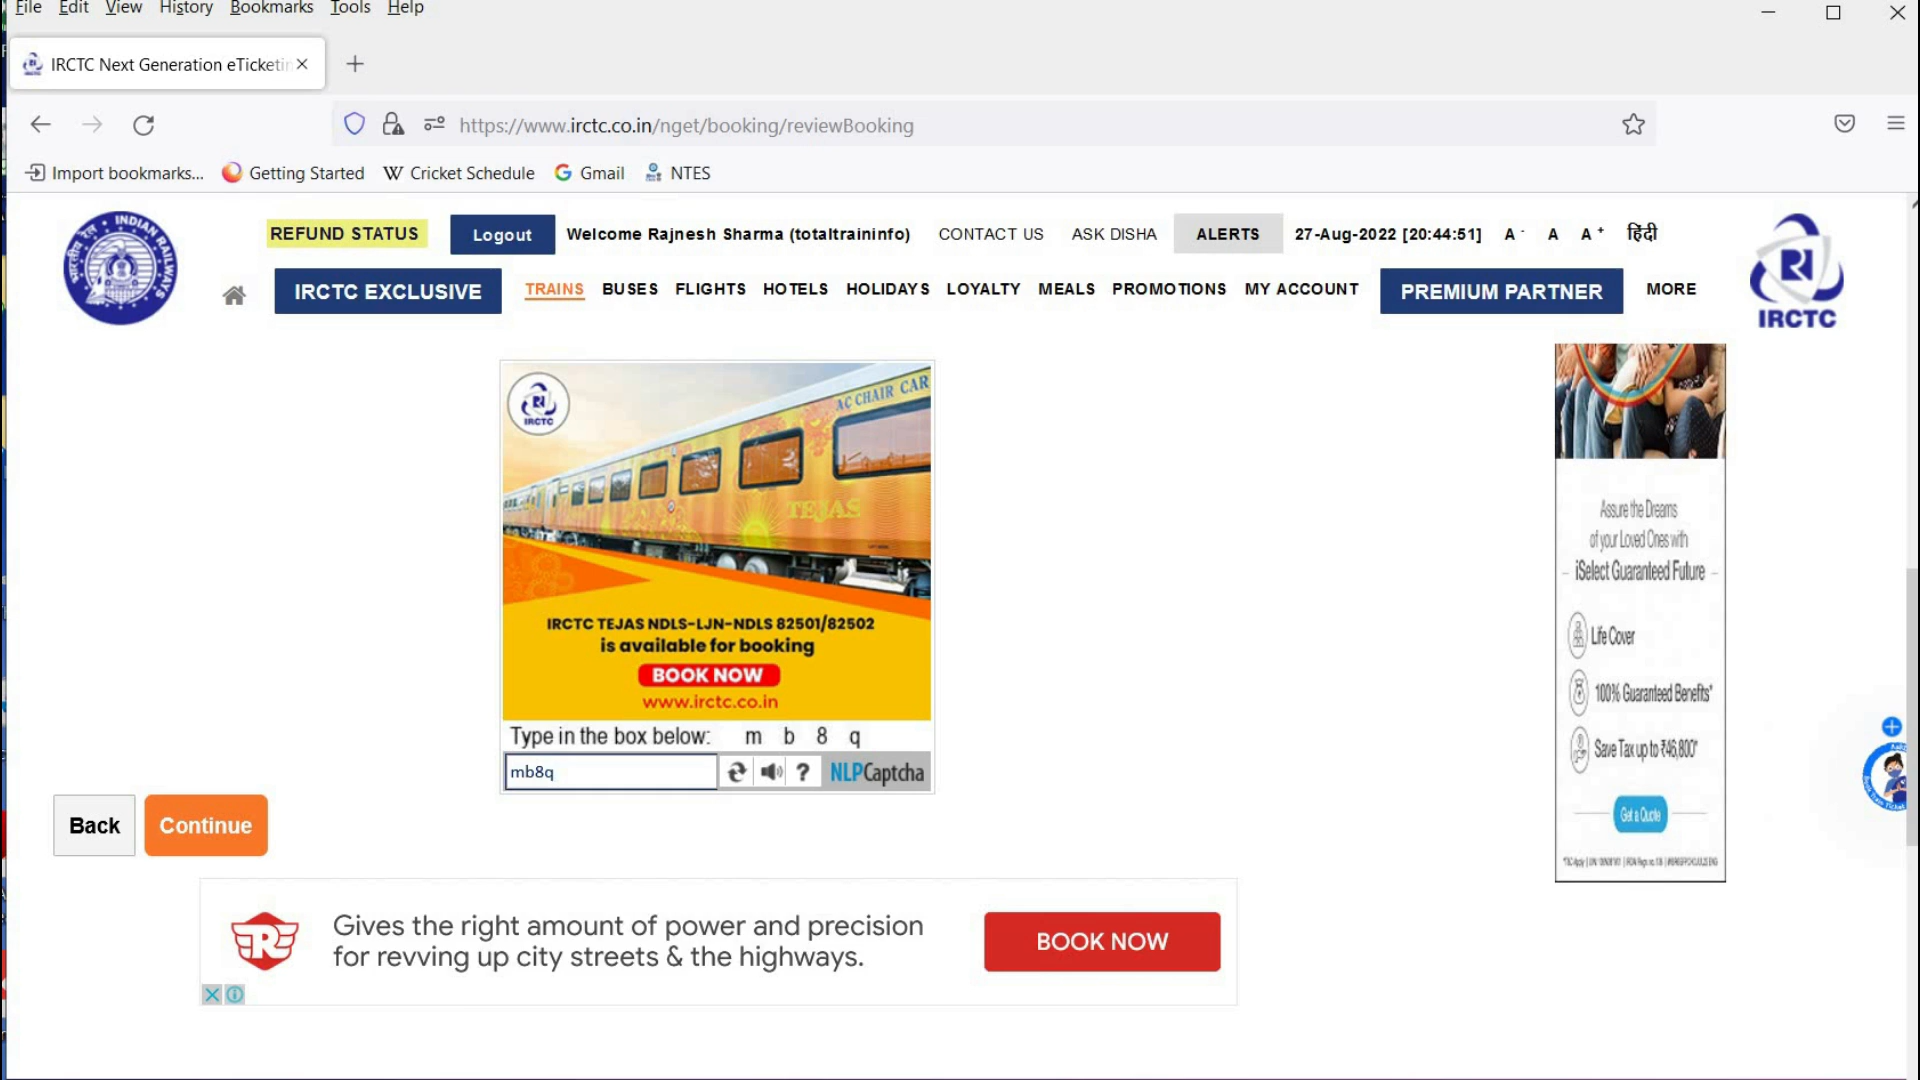 File Edit View History Bookmarks Tools Help
IRCTC Next Generation eTicketin
https://www.irctc.co.in/nget/booking/reviewBooking
Import bookmarks... Getting Started W Cricket Schedule G Gmail NTES
INDIAN RAILWAYS
भारतीय रेल
REFUND STATUS Logout Welcome Rajnesh Sharma (totaltraininfo) CONTACT US ASK DISHA ALERTS 27-Aug-2022 [20:44:51] A - A A + हिंदी
IRCTC EXCLUSIVE TRAINS BUSES FLIGHTS HOTELS HOLIDAYS LOYALTY MEALS PROMOTIONS MY ACCOUNT PREMIUM PARTNER MORE
IRCTC
IRCTC
AC CHAIR CAR
TEJAS
IRCTC TEJAS NDLS-LJN-NDLS 82501/82502
is available for booking
BOOK NOW
www.irctc.co.in
Type in the box below: m b 8 q
mb8q ? NLPCaptcha
Back Continue
Assure the Dreams
of your Loved Ones with
iSelect Guaranteed Future
Life Cover
100% Guaranteed Benefits*
Save Tax up to ₹46,800*
Get a Quote
Gives the right amount of power and precision
for revving up city streets & the highways.
BOOK NOW